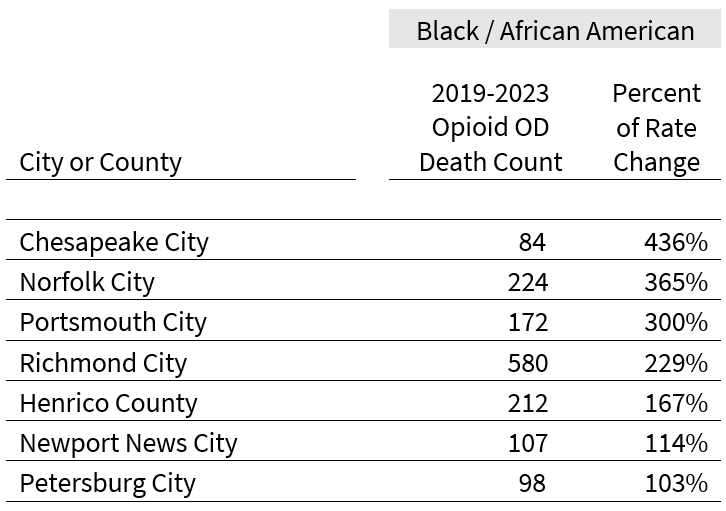 Black / African American
2019-2023 Percent
Opioid OD of Rate
City or County Death Count Change
Chesapeake City 84 436%
Norfolk City 224 365%
Portsmouth City 172 300%
Richmond City 580 229%
Henrico County 212 167%
Newport News City 107 114%
Petersburg City 98 103%